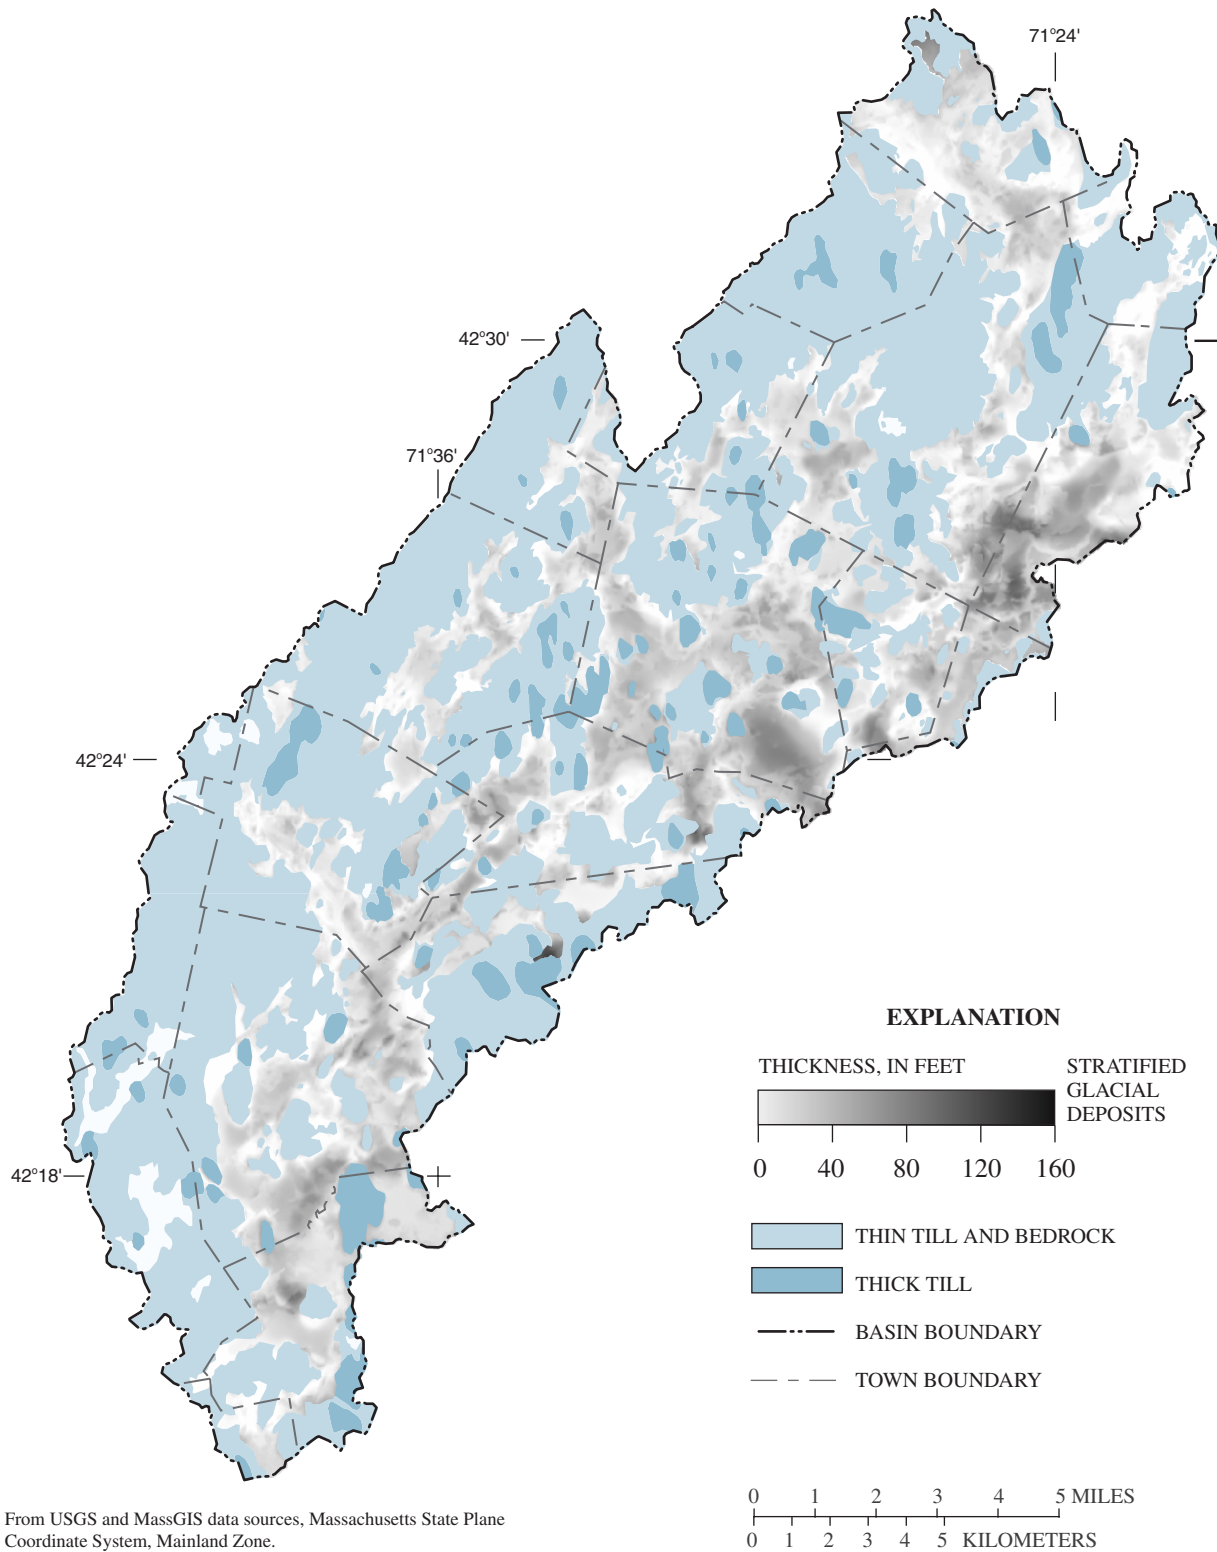 71°24'
42°30'
71°36'
42°24'
42°18'
EXPLANATION
THICKNESS, IN FEET
STRATIFIED
GLACIAL
DEPOSITS
0 40 80 120 160
THIN TILL AND BEDROCK
THICK TILL
BASIN BOUNDARY
TOWN BOUNDARY
0 1 2 3 4 5 MILES
0 1 2 3 4 5 KILOMETERS
From USGS and MassGIS data sources, Massachusetts State Plane
Coordinate System, Mainland Zone.